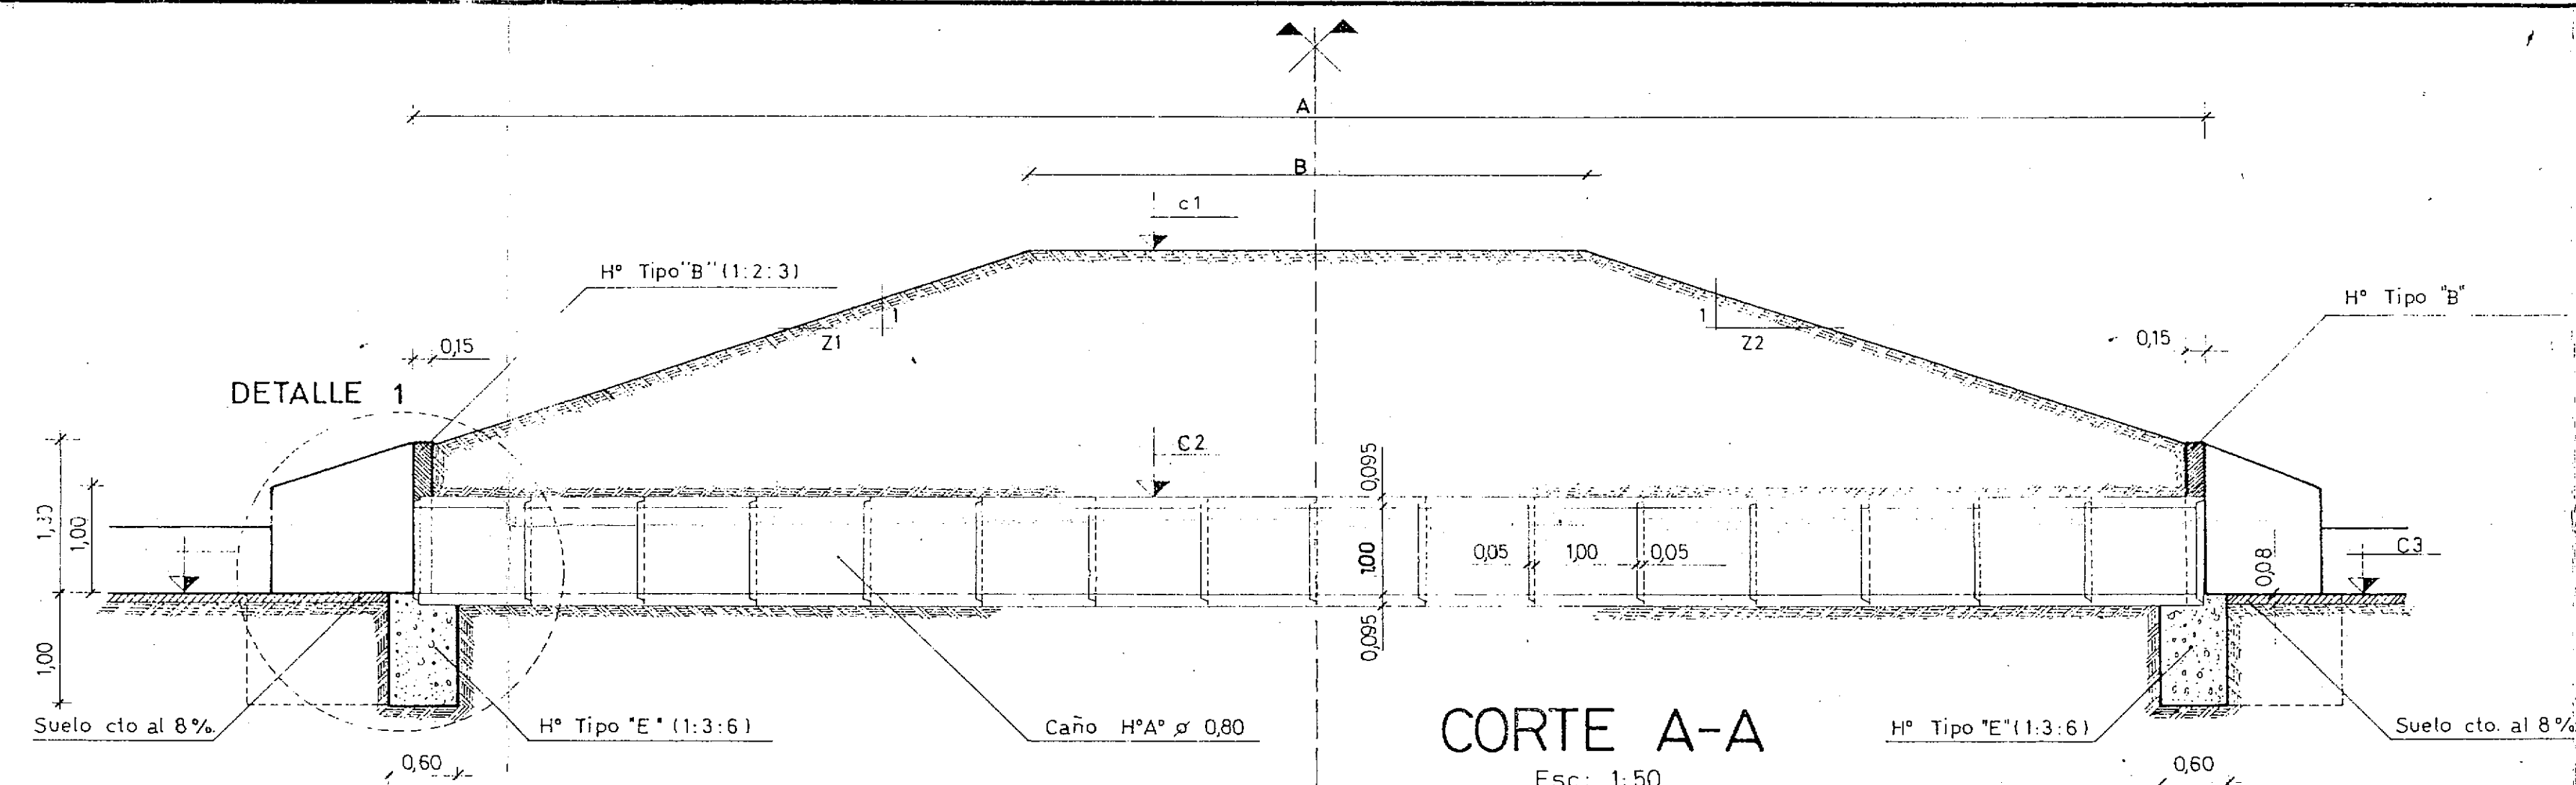 A
B
c1
H° Tipo "B" (1:2:3)
H° Tipo "B"
1
Z1
1
Z2
0,15
0,15
DETALLE 1
C2
0,095
1,30
1,00
0,05
1,00
0,05
1,00
0,08
C3
0,095
1,00
Suelo cto al 8%.
H° Tipo "E" (1:3:6)
Caño H°A° ø 0,80
CORTE A-A
H° Tipo "E" (1:3:6)
Suelo cto. al 8%
0,60
Esc: 1:50
0,60